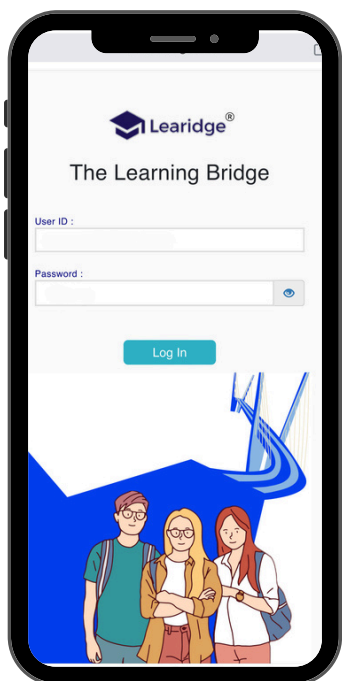 Learidge®
The Learning Bridge
User ID :
Password :
Log In